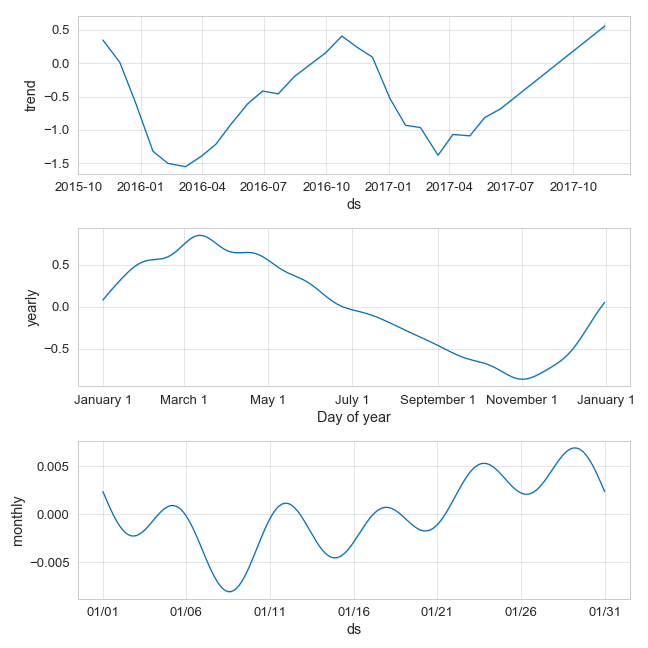 trend
0.5
0.0
−0.5
−1.0
−1.5
2015-10 2016-01 2016-04 2016-07 2016-10 2017-01 2017-04 2017-07 2017-10
ds
yearly
0.5
0.0
−0.5
January 1 March 1 May 1 July 1 September 1 November 1 January 1
Day of year
monthly
0.005
0.000
−0.005
01/01 01/06 01/11 01/16 01/21 01/26 01/31
ds